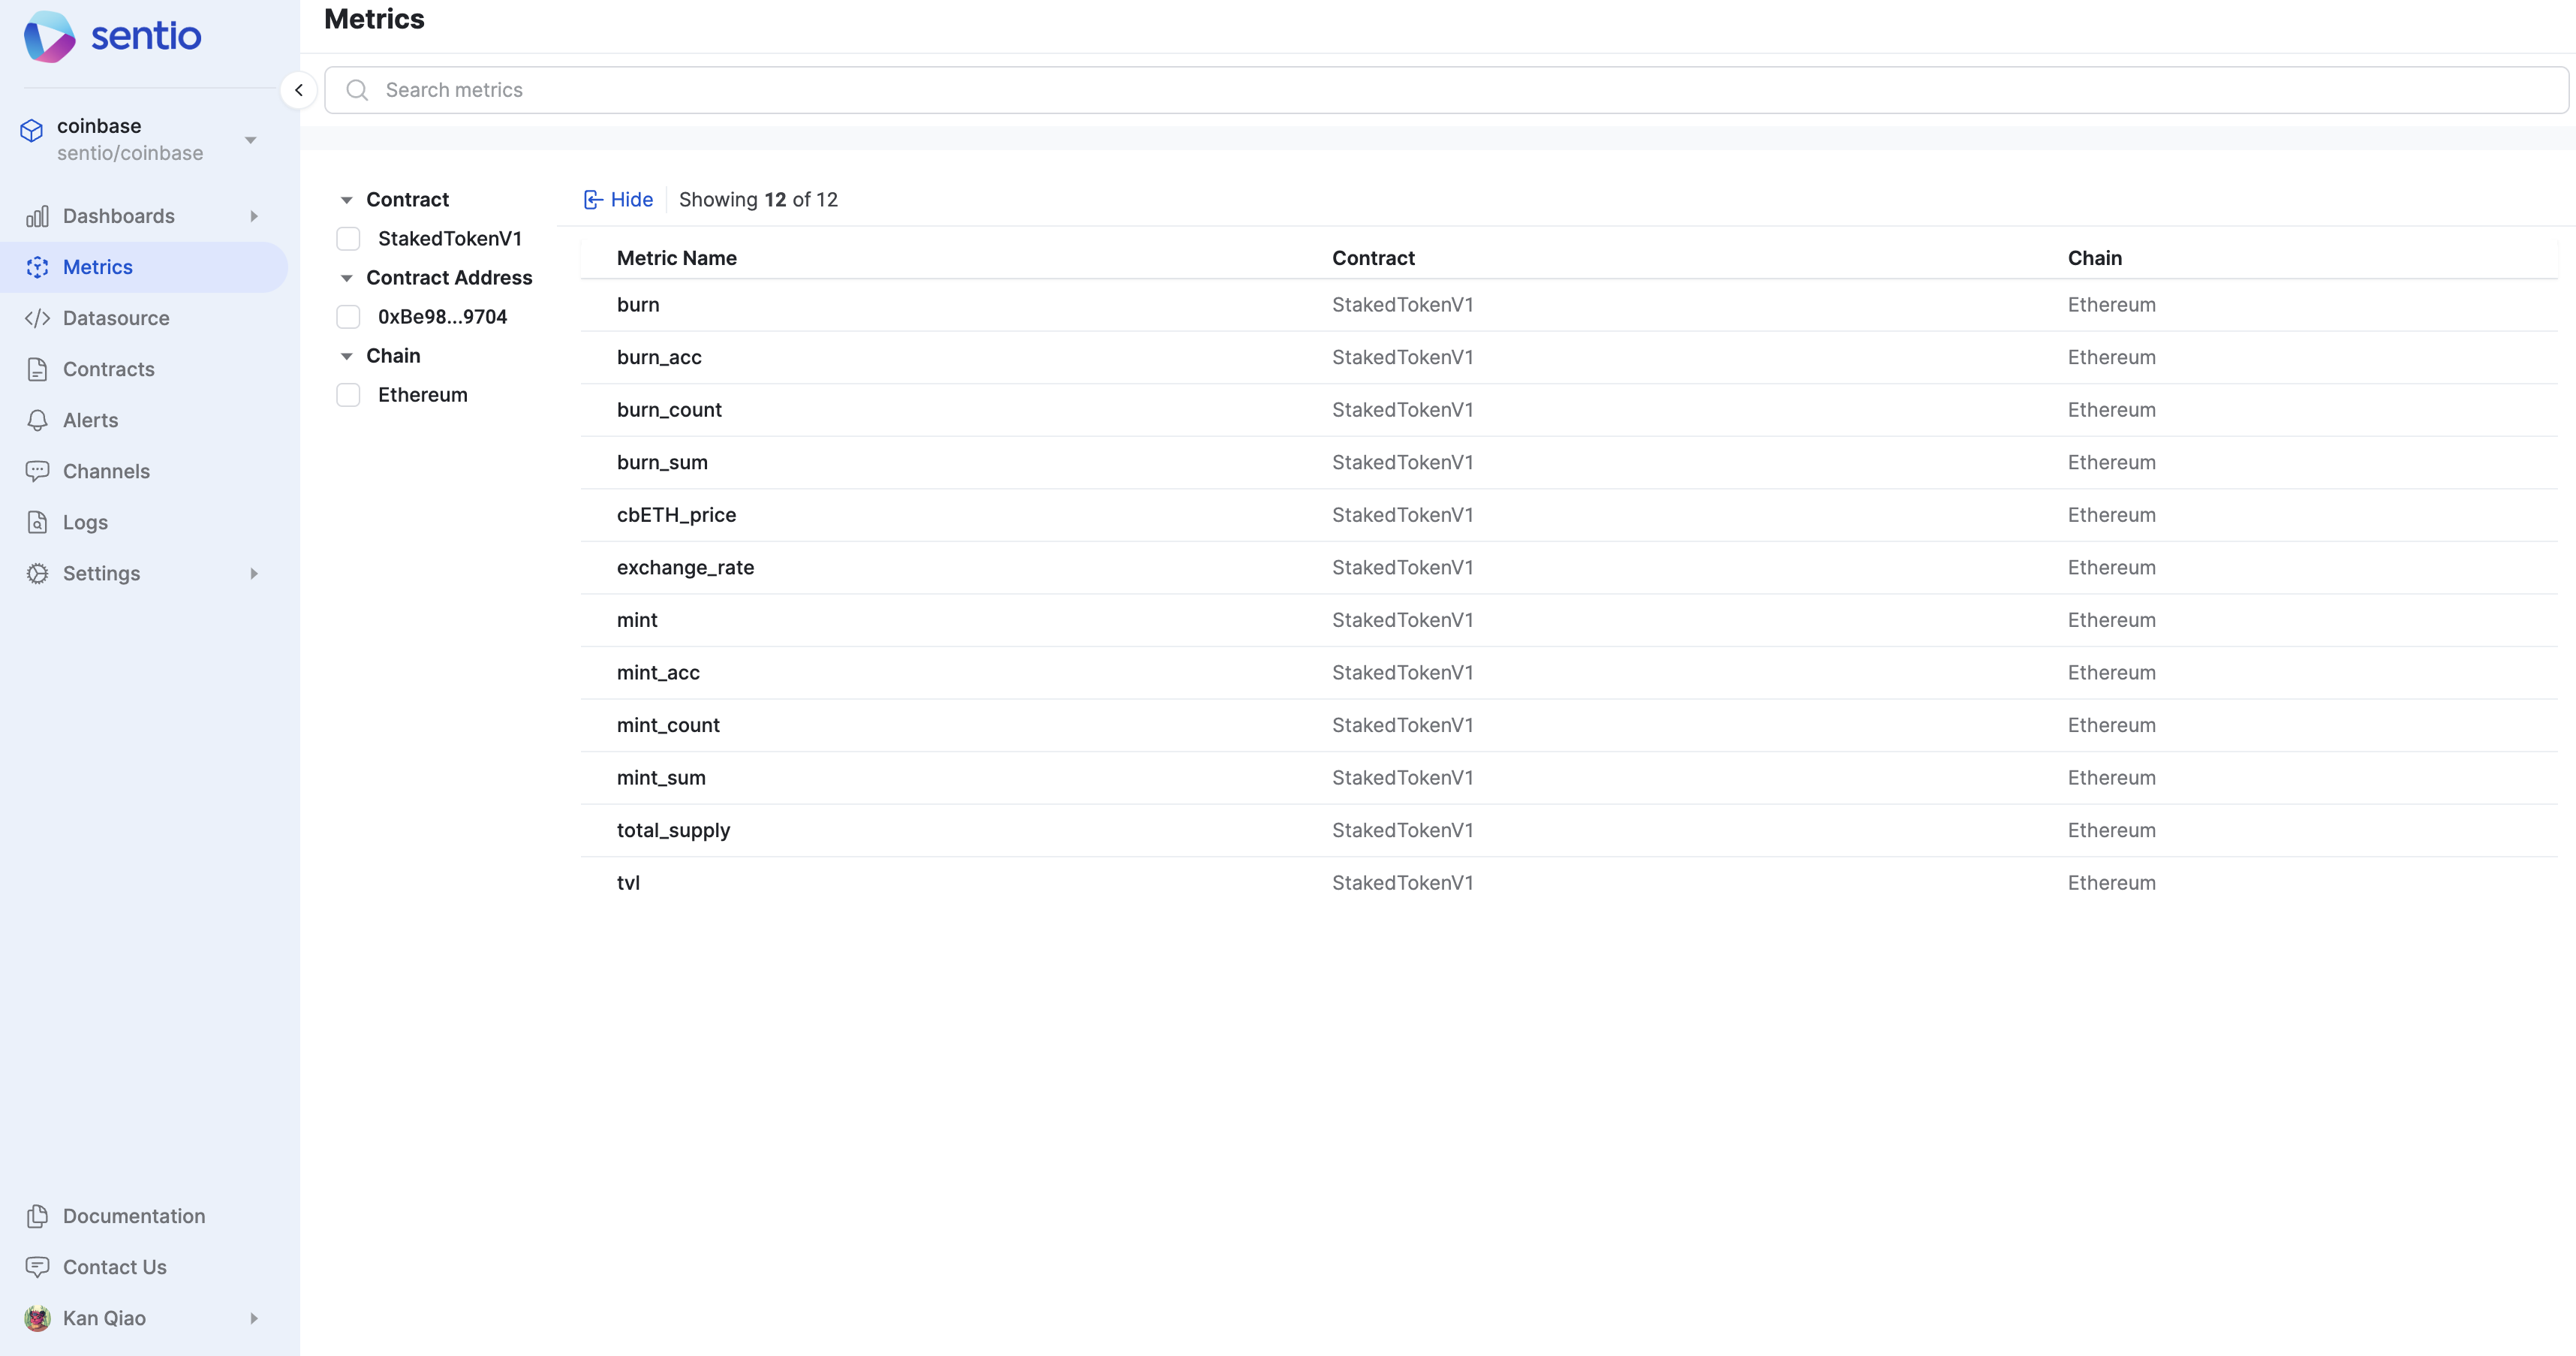 sentio
coinbase
sentio/coinbase
Dashboards
Metrics
Datasource
Contracts
Alerts
Channels
Logs
Settings
Documentation
Contact Us
Kan Qiao
Metrics
Search metrics
Contract
StakedTokenV1
Contract Address
0xBe98...9704
Chain
Ethereum
Hide Showing 12 of 12
Metric Name Contract Chain
burn StakedTokenV1 Ethereum
burn_acc StakedTokenV1 Ethereum
burn_count StakedTokenV1 Ethereum
burn_sum StakedTokenV1 Ethereum
cbETH_price StakedTokenV1 Ethereum
exchange_rate StakedTokenV1 Ethereum
mint StakedTokenV1 Ethereum
mint_acc StakedTokenV1 Ethereum
mint_count StakedTokenV1 Ethereum
mint_sum StakedTokenV1 Ethereum
total_supply StakedTokenV1 Ethereum
tvl StakedTokenV1 Ethereum